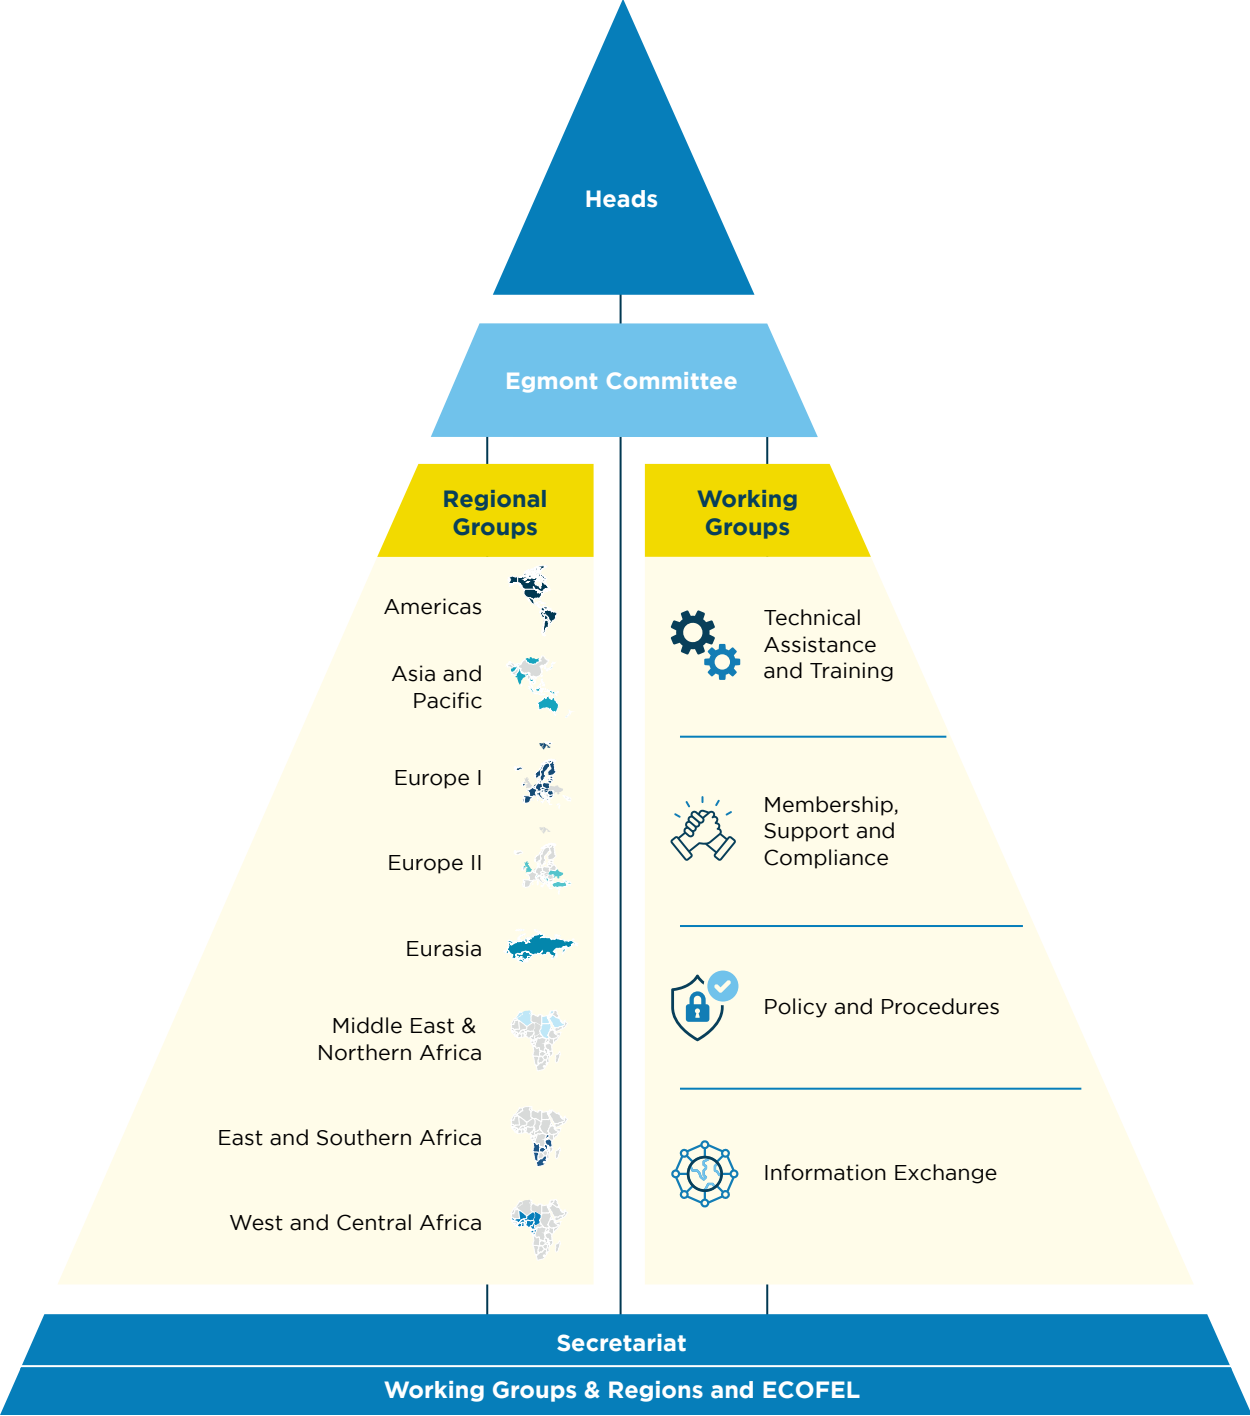 Heads
Egmont Committee
Regional
Groups
Americas
Asia and
Pacific
Europe I
Europe II
Eurasia
Middle East &
Northern Africa
East and Southern Africa
West and Central Africa
Working
Groups
Technical
Assistance
and Training
Membership,
Support and
Compliance
Policy and Procedures
Information Exchange
Secretariat
Working Groups & Regions and ECOFEL